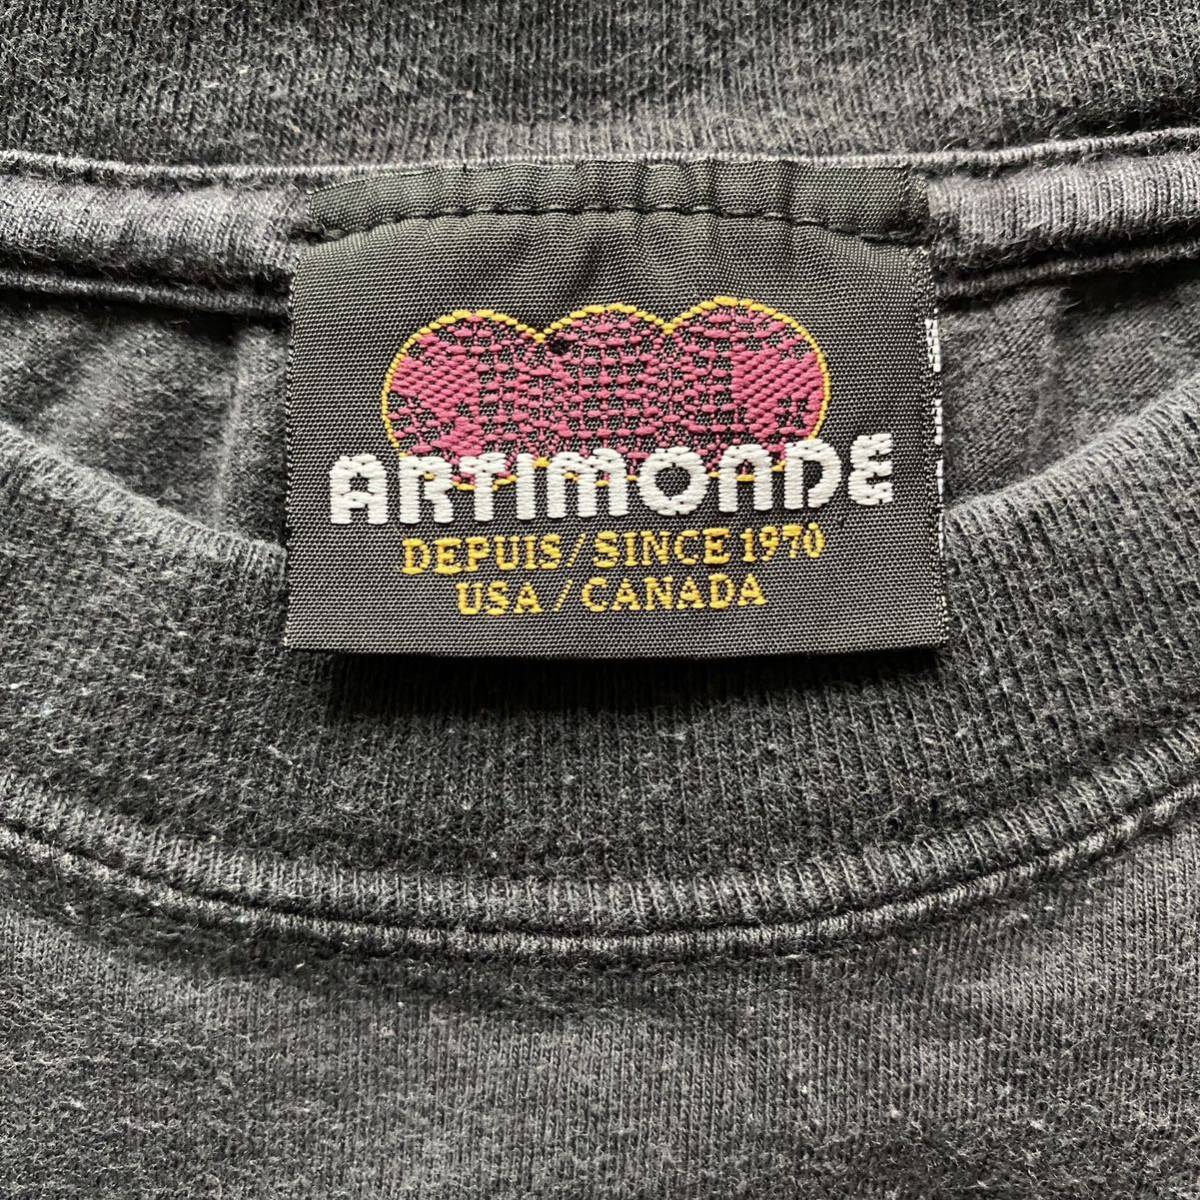 ARTIMONDE
DEPUIS/SINCE 1970
USA/CANADA